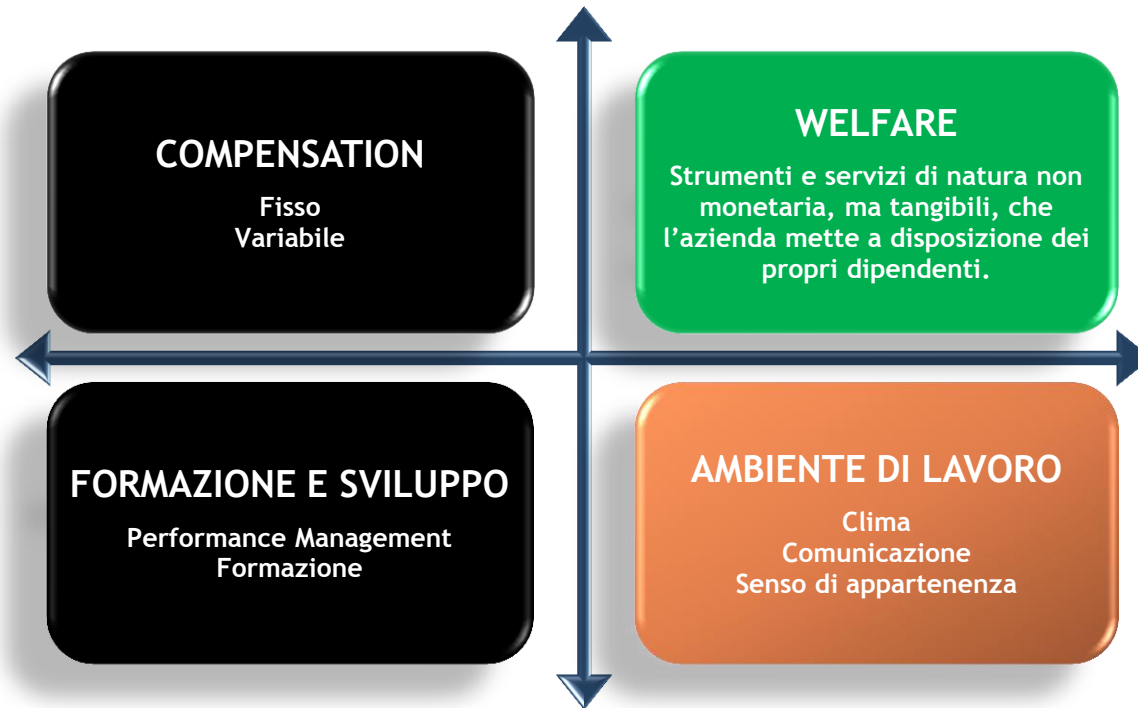 COMPENSATION
Fisso
Variabile
WELFARE
Strumenti e servizi di natura non
monetaria, ma tangibili, che
l’azienda mette a disposizione dei
propri dipendenti.
FORMAZIONE E SVILUPPO
Performance Management
Formazione
AMBIENTE DI LAVORO
Clima
Comunicazione
Senso di appartenenza